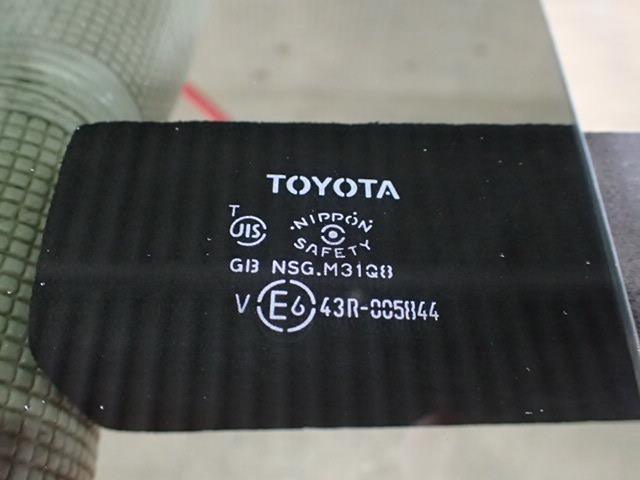 TOYOTA
T
JIS
NIPPON
SAFETY
GB NSG.M31Q8
V E6 43R-005844